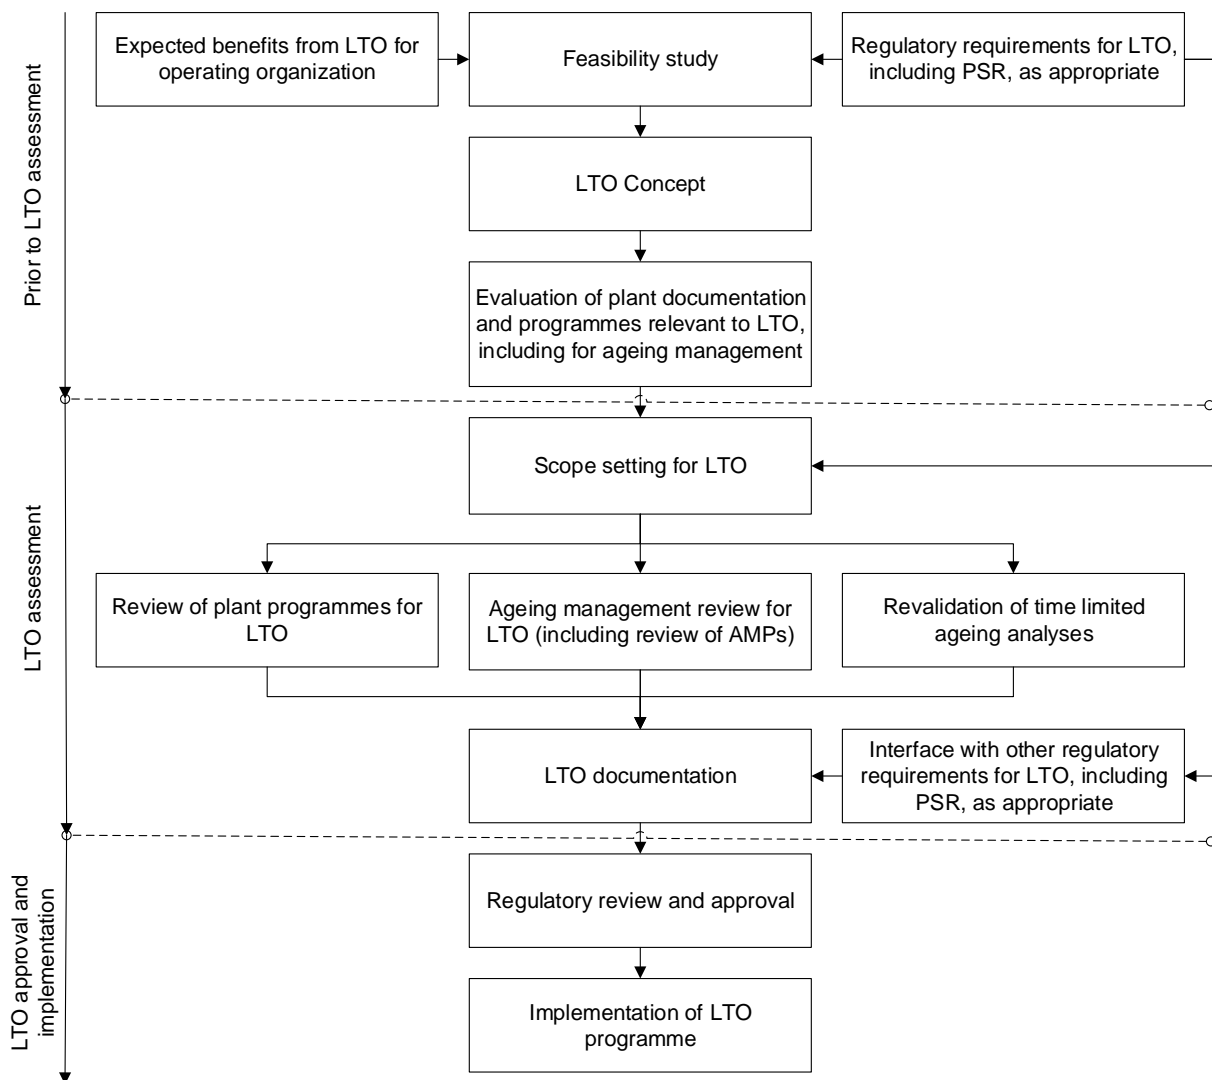 Prior to LTO assessment
Expected benefits from LTO for
operating organization
Feasibility study
Regulatory requirements for LTO,
including PSR, as appropriate
LTO Concept
Evaluation of plant documentation
and programmes relevant to LTO,
including for ageing management
LTO assessment
Scope setting for LTO
Review of plant programmes for
LTO
Ageing management review for
LTO (including review of AMPs)
Revalidation of time limited
ageing analyses
LTO documentation
Interface with other regulatory
requirements for LTO, including
PSR, as appropriate
LTO approval and
implementation
Regulatory review and approval
Implementation of LTO
programme